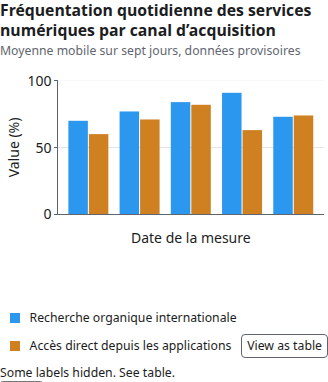 Fréquentation quotidienne des services
numériques par canal d’acquisition
Moyenne mobile sur sept jours, données provisoires
100
50
0
Value (%)
Date de la mesure
Recherche organique internationale
Accès direct depuis les applications
View as table
Some labels hidden. See table.